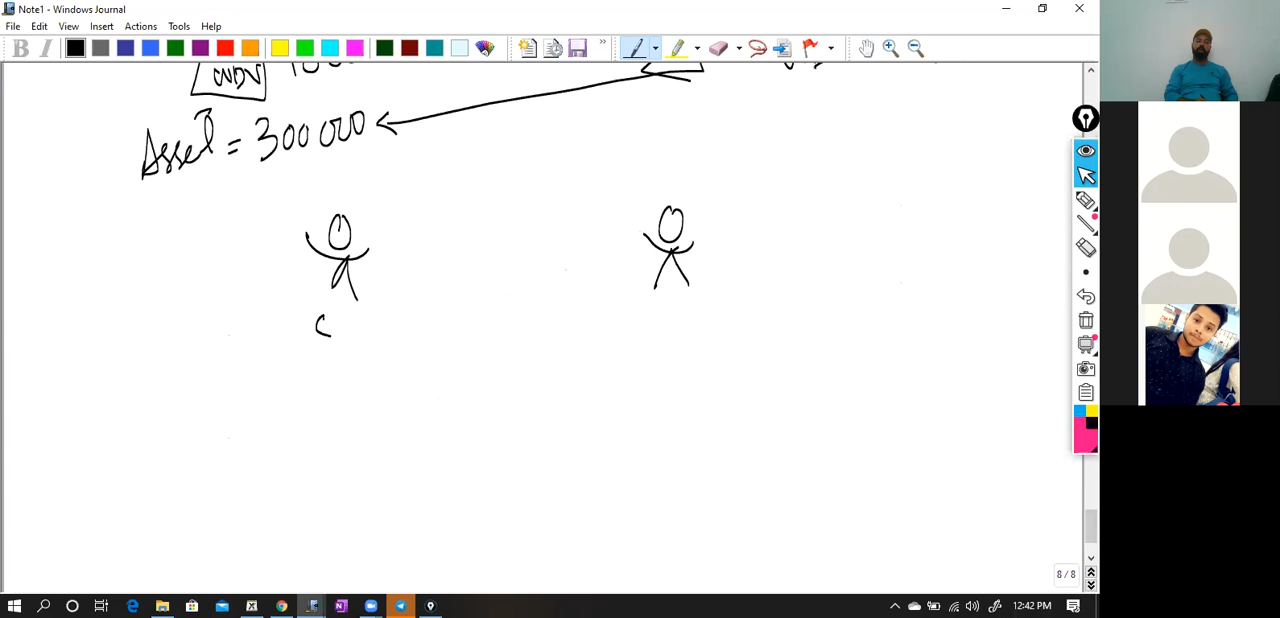 Note1 - Windows Journal
File Edit View Insert Actions Tools Help
B I
Asset = 300 000
C
8 / 8
12:42 PM